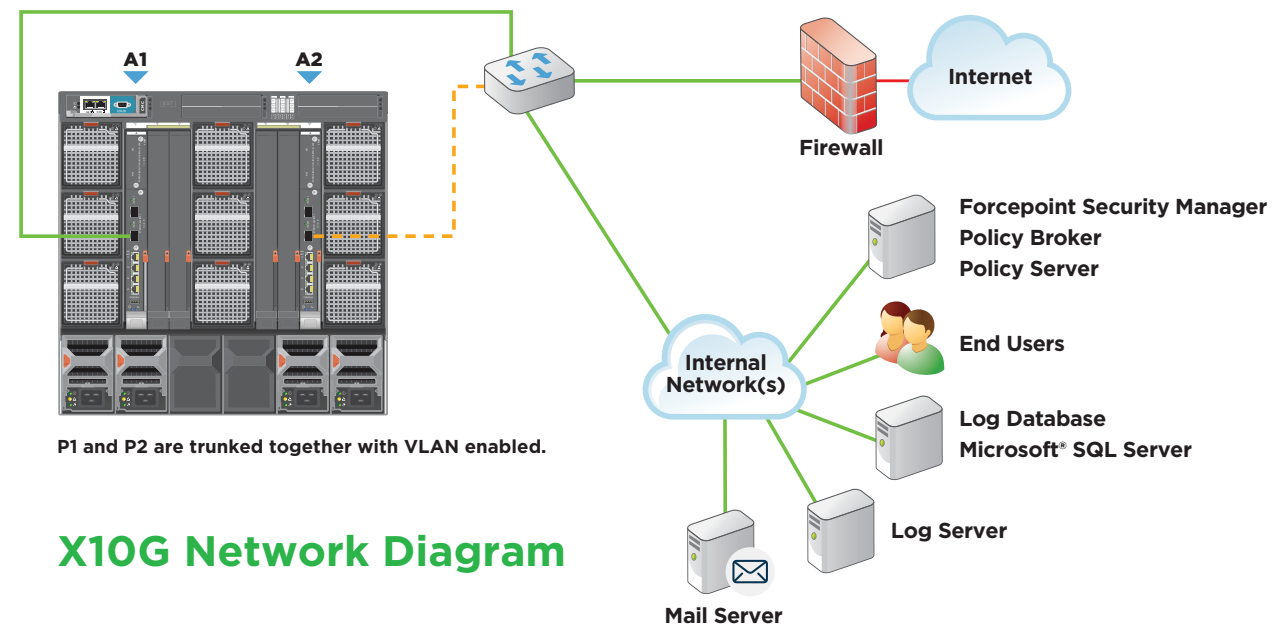 A1
A2
Internet
Firewall
Forcepoint Security Manager
Policy Broker
Policy Server
End Users
Internal
Network(s)
Log Database
Microsoft® SQL Server
P1 and P2 are trunked together with VLAN enabled.
Log Server
X10G Network Diagram
Mail Server